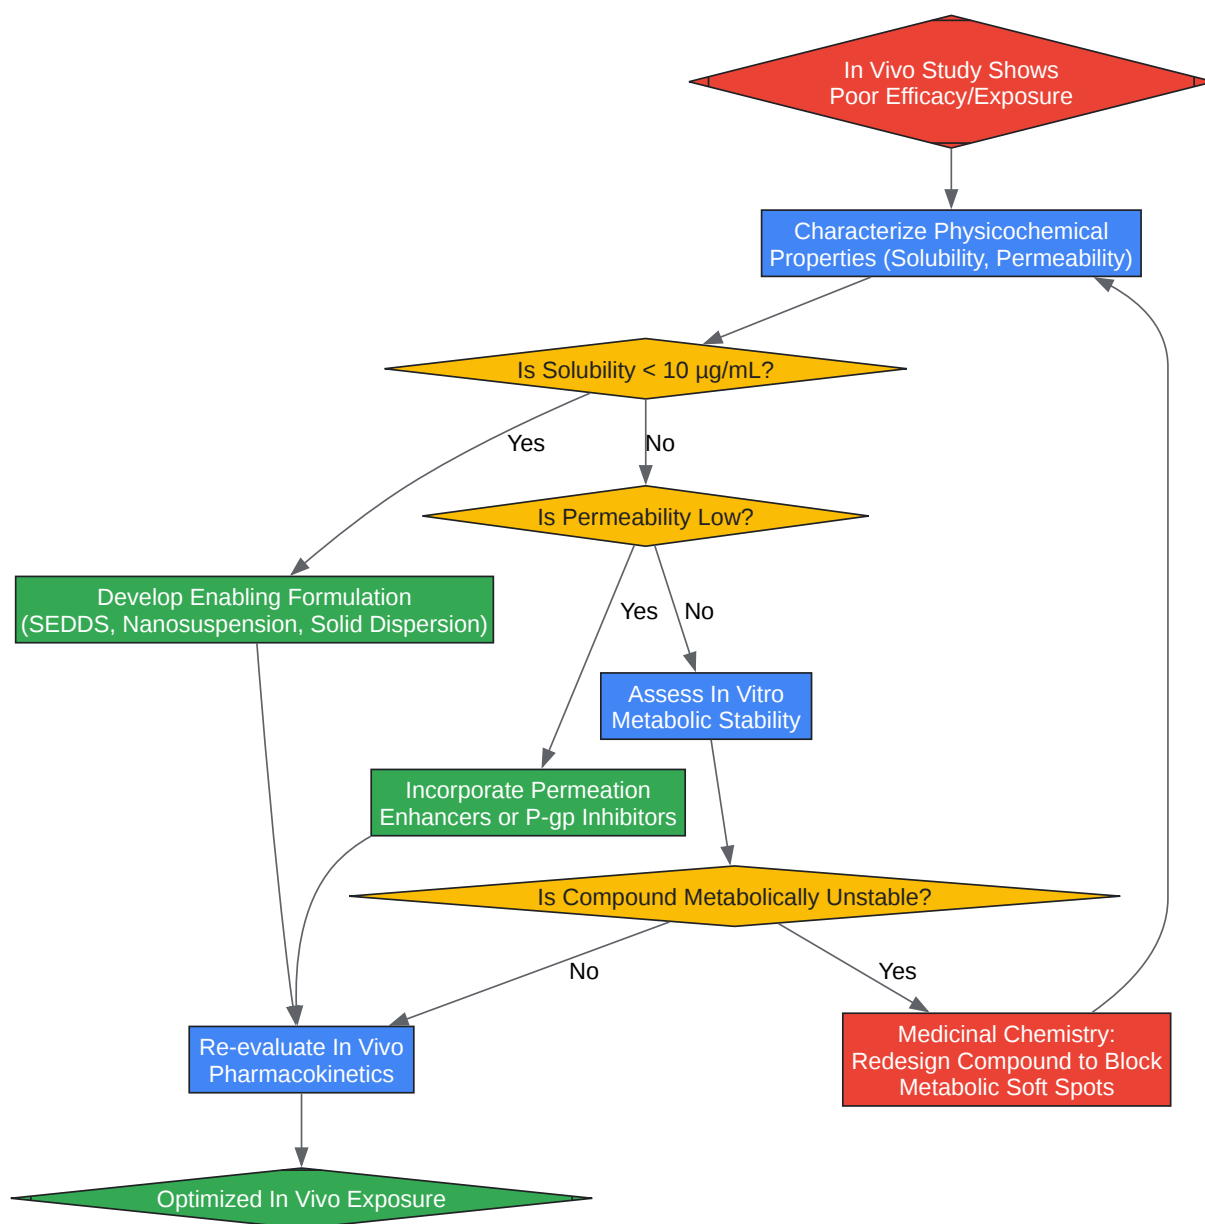 In Vivo Study Shows
Poor Efficacy/Exposure
Characterize Physicochemical
Properties (Solubility, Permeability)
Is Solubility < 10 µg/mL?
Yes
No
Is Permeability Low?
Develop Enabling Formulation
(SEDDS, Nanosuspension, Solid Dispersion)
Yes
No
Assess In Vitro
Metabolic Stability
Incorporate Permeation
Enhancers or P-gp Inhibitors
Is Compound Metabolically Unstable?
No
Yes
Re-evaluate In Vivo
Pharmacokinetics
Medicinal Chemistry:
Redesign Compound to Block
Metabolic Soft Spots
Optimized In Vivo Exposure